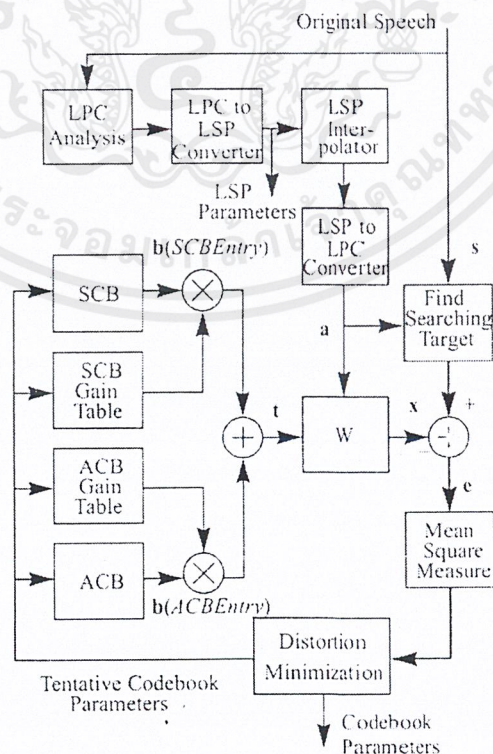 Original Speech
LPC
Analysis
LPC to
LSP
Converter
LSP
Inter-
polator
LSP
Parameters
LSP to
LPC
Converter
b(SCBEntry)
s
SCB
a
Find
Searching
Target
SCB
Gain
Table
t
W
x
+
ACB
Gain
Table
e
ACB
Mean
Square
Measure
b(ACBEntry)
Distortion
Minimization
Tentative Codebook
Parameters
Codebook
Parameters